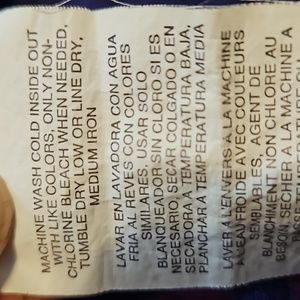 MACHINE WASH COLD INSIDE OUT
WITH LIKE COLORS, ONLY NON-
CHLORINE BLEACH WHEN NEEDED,
TUMBLE DRY LOW OR LINE DRY,
MEDIUM IRON
LAVAR EN LAVADORA CON AGUA
FRIA AL REVES CON COLORES
SIMILARES. USAR SOLO
BLANQUEADOR SIN CLORO SI ES
NECESARIO, SECAR COLGADO O EN
SECADORA A TEMPERATURA BAJA,
PLANCHAR A TEMPERATURA MEDIA
LAVER A L'ENVERS A LA MACHINE
A L'EAU FROIDE AVEC COULEURS
SEMBLABLES, AGENT DE
BLANCHIMENT NON CHLORE AU
BESOIN, SECHER A LA MACHINE A